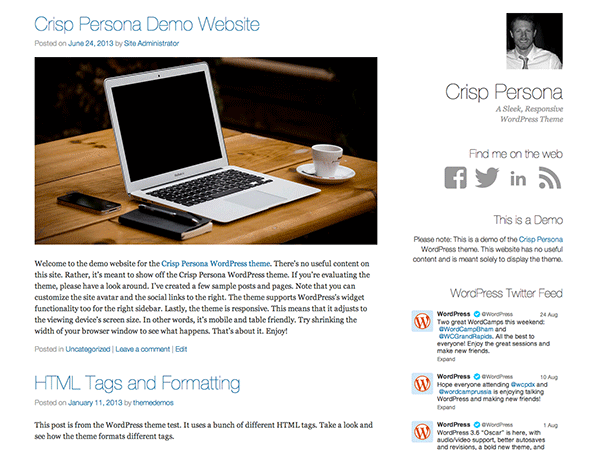 Crisp Persona Demo Website
Posted on June 24, 2013 by Site Administrator
Welcome to the demo website for the Crisp Persona WordPress theme. There's no useful content on
this site. Rather, it's meant to show off the Crisp Persona WordPress theme. If you're evaluating the
theme, please have a look around. I've created a few sample posts and pages. Note that you can
customize the site avatar and the social links to the right. The theme supports WordPress's widget
functionality too for the right sidebar. Lastly, the theme is responsive. This means that it adjusts to
the viewing device's screen size. In other words, it's mobile and table friendly. Try shrinking the
width of your browser window to see what happens. That's about it. Enjoy!
Posted in Uncategorized | Leave a comment | Edit
HTML Tags and Formatting
Posted on January 11, 2013 by themedemos
This post is from the WordPress theme test. It uses a bunch of different HTML tags. Take a look and
see how the theme formats different tags.
Crisp Persona
A Sleek, Responsive
WordPress Theme
Find me on the web
This is a Demo
Please note: This is a demo of the Crisp Persona
WordPress theme. This website has no useful
content and is meant solely to display the theme.
WordPress Twitter Feed
WordPress @WordPress 24 Aug
Two great WordCamps this weekend:
@WordCampBham and
@WCGrandRapids. All the best to
everyone! Enjoy the great sessions and
make new friends.
Expand
WordPress @WordPress 10 Aug
Hope everyone attending @wcpdx and
@wordcamprussia is enjoying talking
WordPress and making new friends!
Expand
WordPress @WordPress 1 Aug
WordPress 3.6 "Oscar" is here, with
audio/video support, better autosaves
and revisions, a bold new theme, and